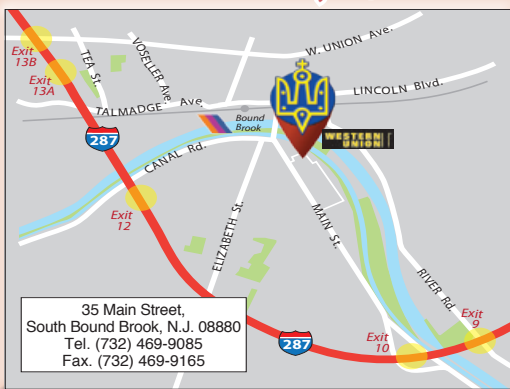 Exit
13B
Exit
13A
TEA St.
VOSELLER Ave.
W. UNION Ave.
LINCOLN Blvd.
TALMADGE Ave.
287
Bound
Brook
WESTERN
UNION
CANAL Rd.
Exit
12
ELIZABETH St.
MAIN St.
RIVER Rd.
Exit
9
Exit
10
287
35 Main Street,
South Bound Brook, N.J. 08880
Tel. (732) 469-9085
Fax. (732) 469-9165